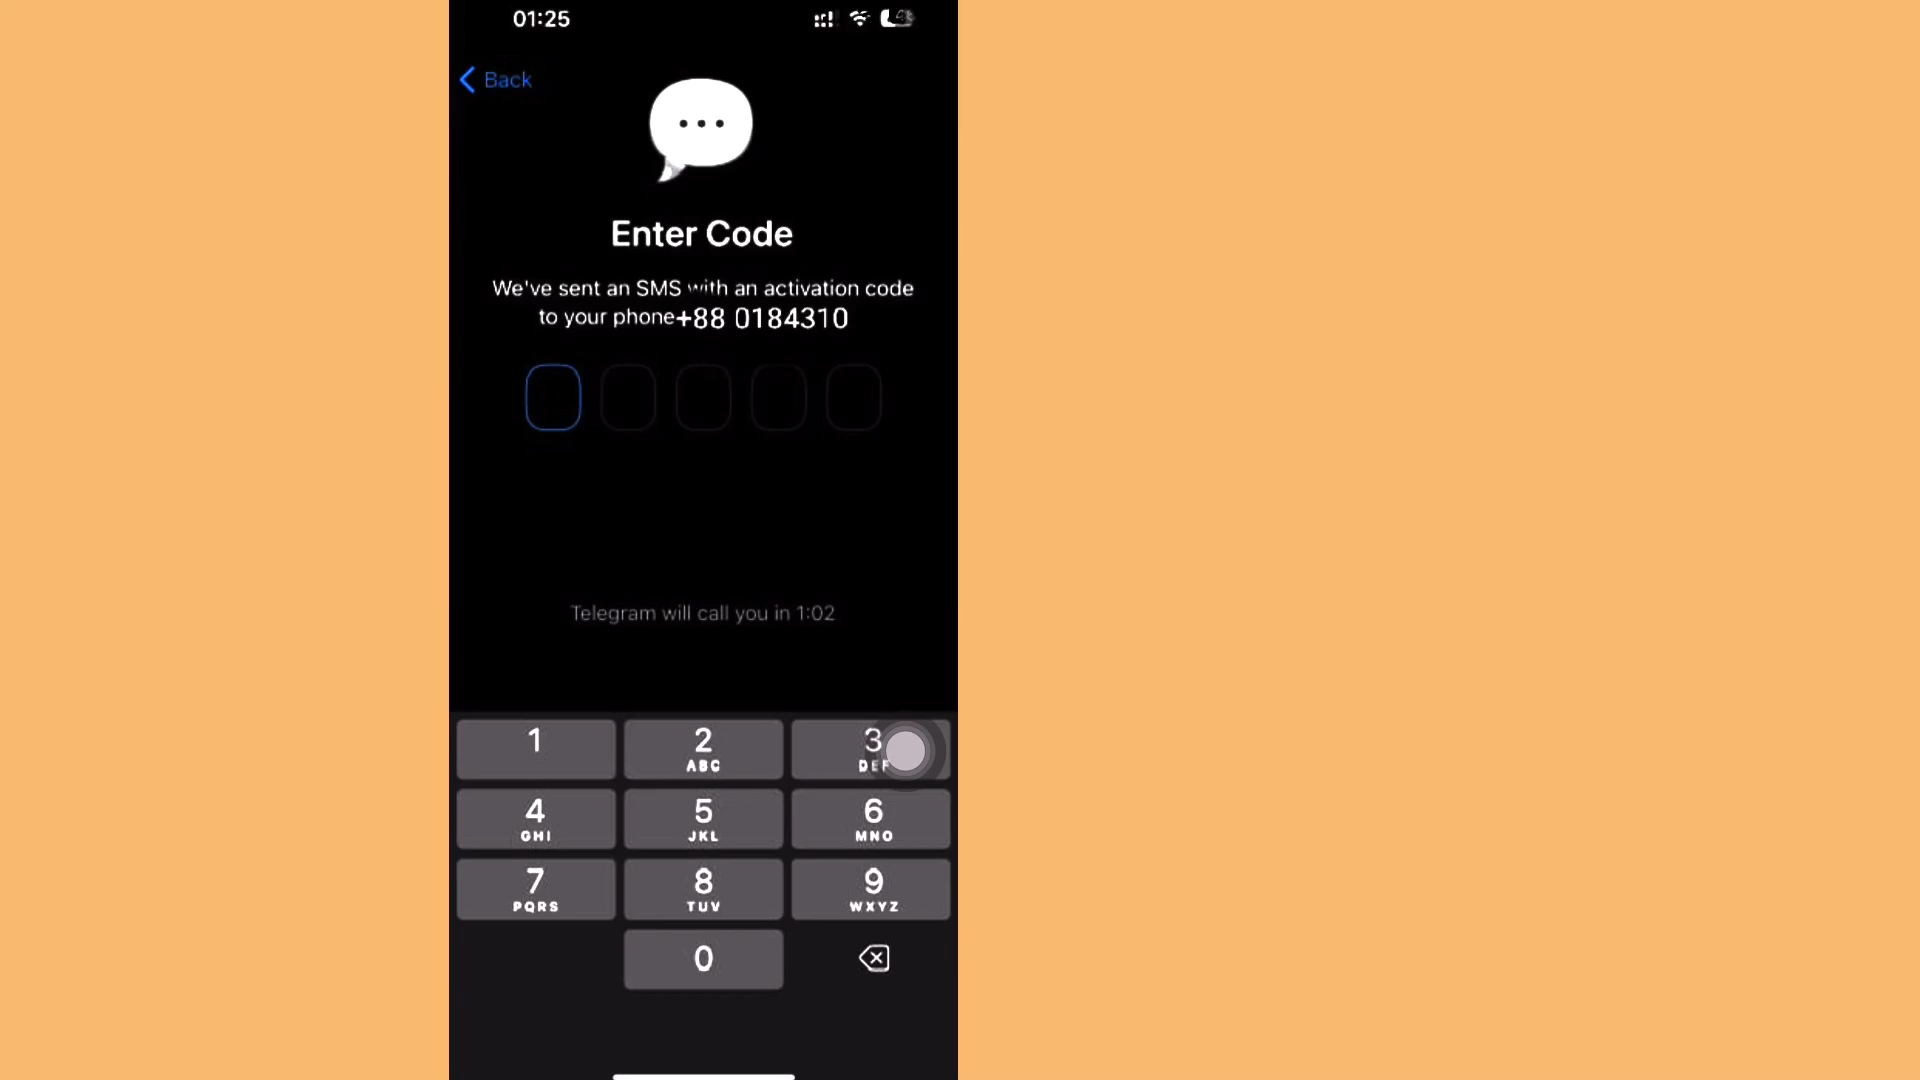 01:25
Back
Enter Code
We've sent an SMS with an activation code
to your phone+88 0184310
Telegram will call you in 1:02
1
2
ABC
3
DEF
4
GHI
5
JKL
6
MNO
7
PQRS
8
TUV
9
WXYZ
0